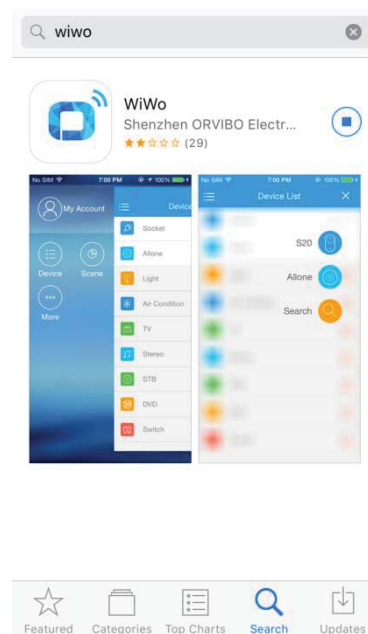 wiwo
WiWo
Shenzhen ORVIBO Electr...
(29)
No SIM 7:00 PM 100%
My Account
Device
Device
Scene
More
Socket
Allone
Light
Air Condition
TV
Stereo
STB
DVD
Switch
No SIM 7:00 PM 100%
Device List
S20
Allone
Search
Featured Categories Top Charts Search Updates